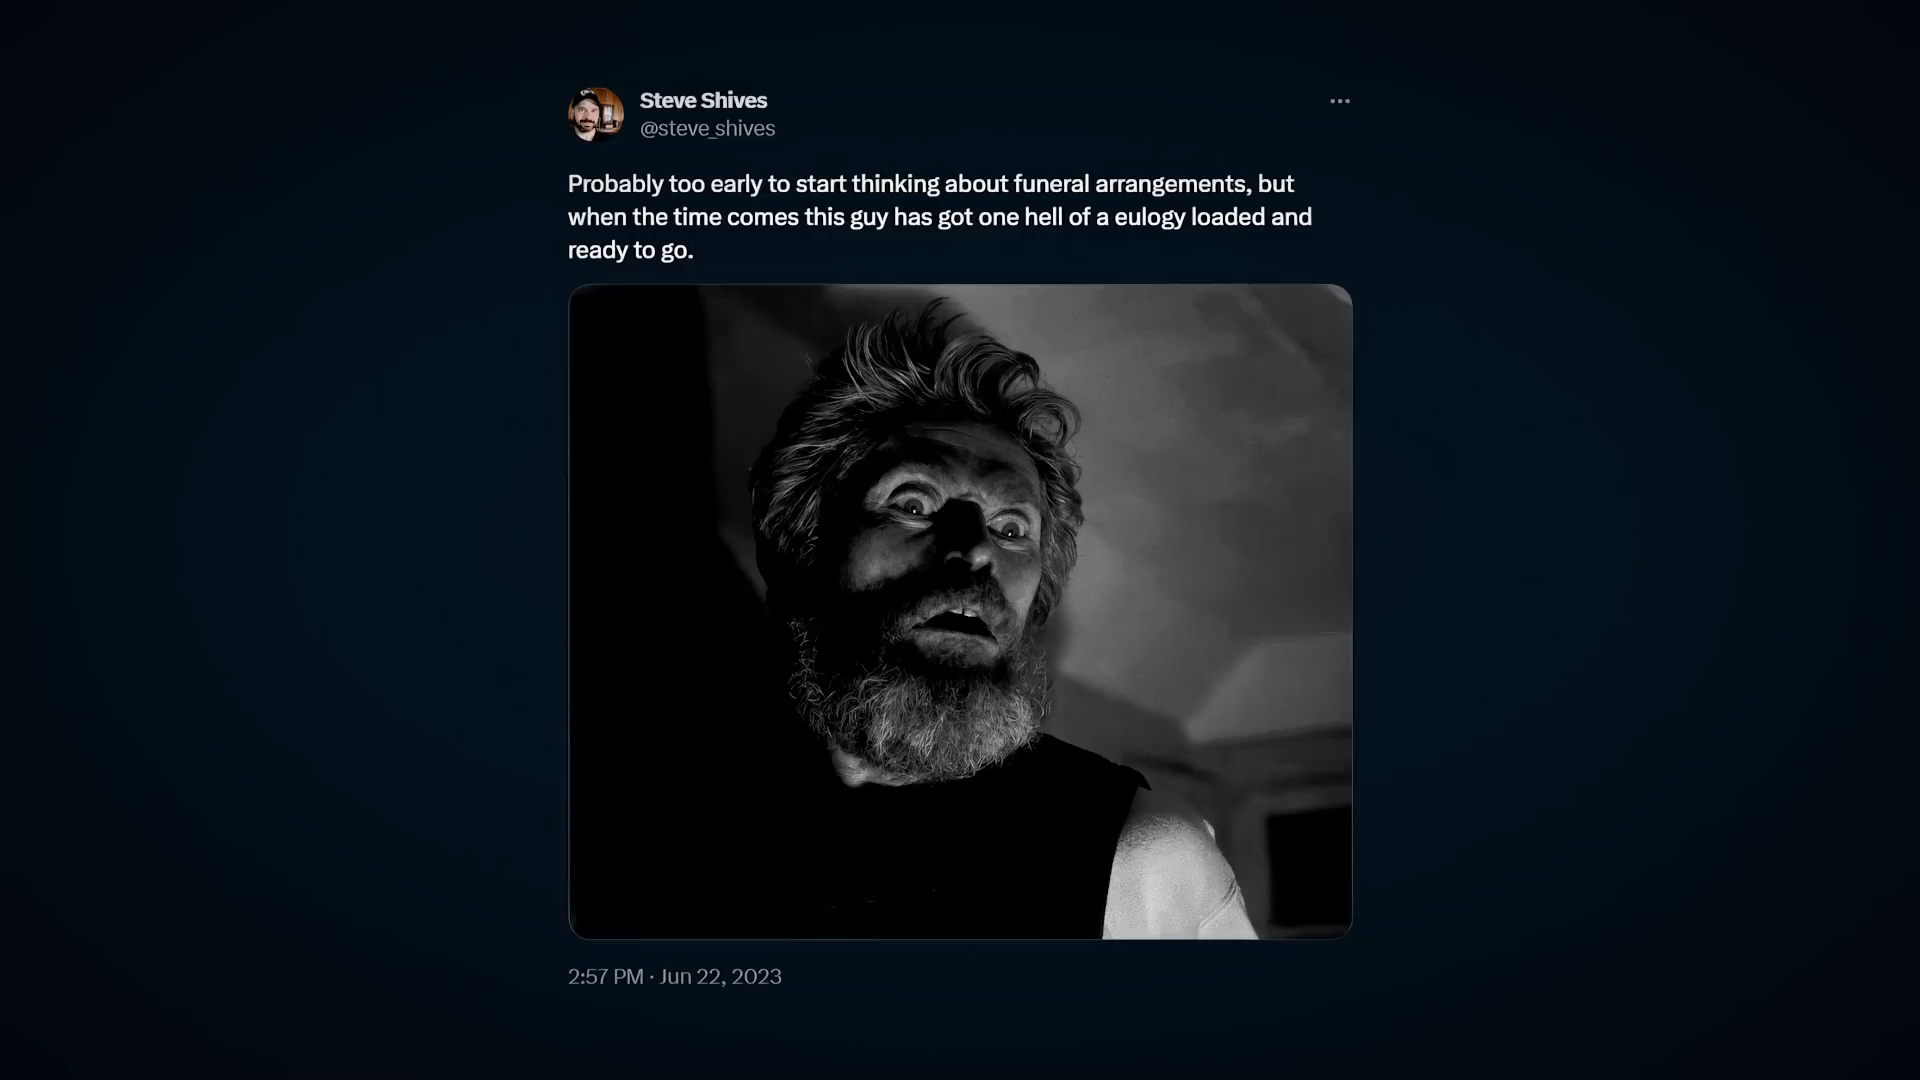 Steve Shives
@steve_shives
Probably too early to start thinking about funeral arrangements, but
when the time comes this guy has got one hell of a eulogy loaded and
ready to go.
2:57 PM · Jun 22, 2023